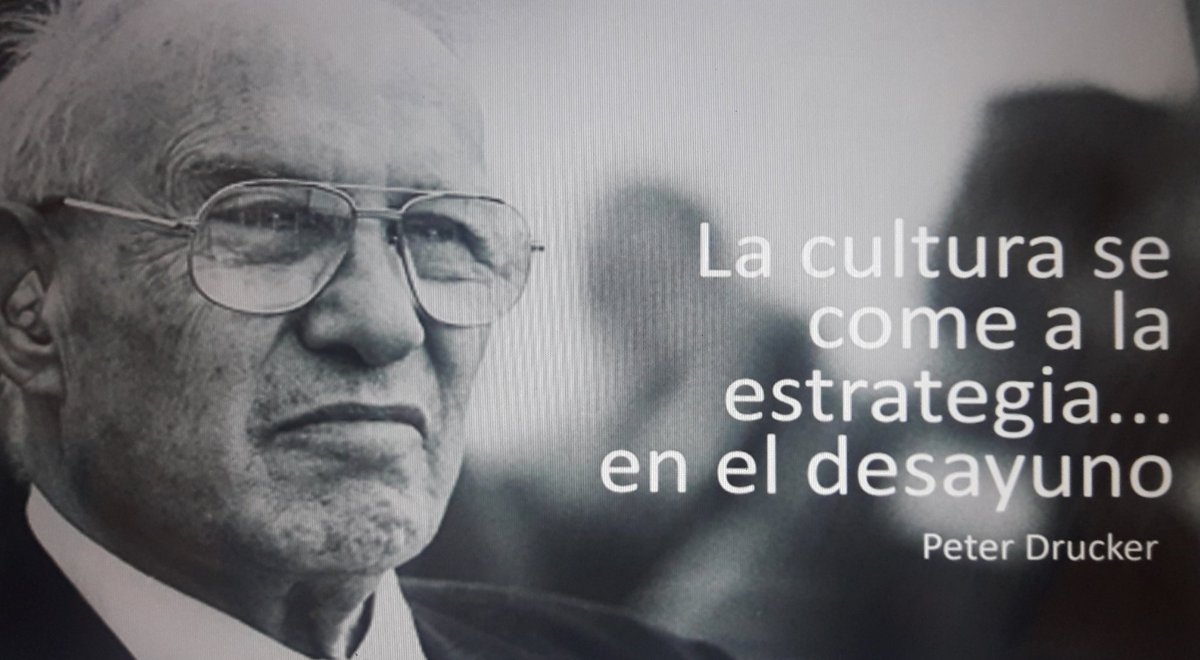 La cultura se
come a la
estrategia...
en el desayuno
Peter Drucker